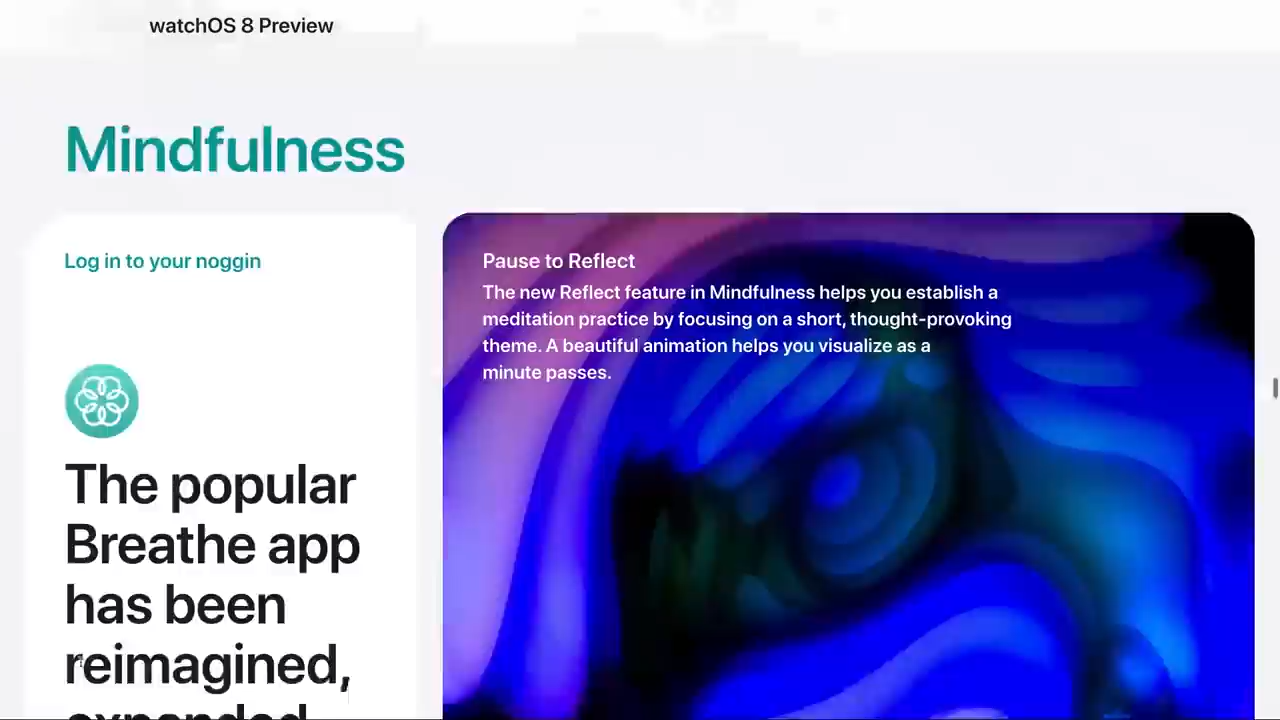 watchOS 8 Preview
Mindfulness
Log in to your noggin
The popular
Breathe app
has been
reimagined,
expanded
Pause to Reflect
The new Reflect feature in Mindfulness helps you establish a
meditation practice by focusing on a short, thought-provoking
theme. A beautiful animation helps you visualize as a
minute passes.